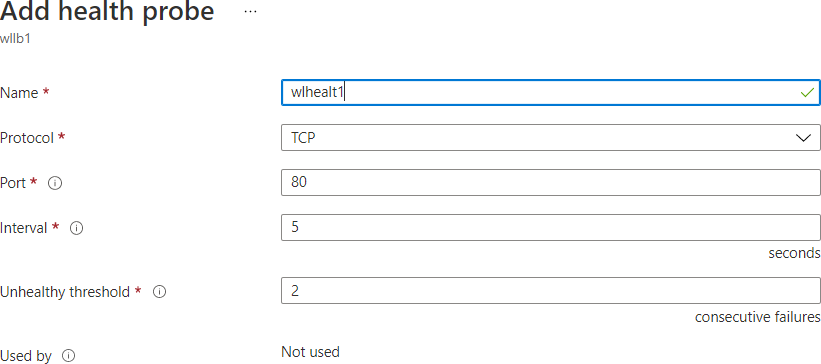 Add health probe ...
wllb1
Name * wlhealt1
Protocol * TCP
Port * 80
Interval * 5
seconds
Unhealthy threshold * 2
consecutive failures
Used by Not used